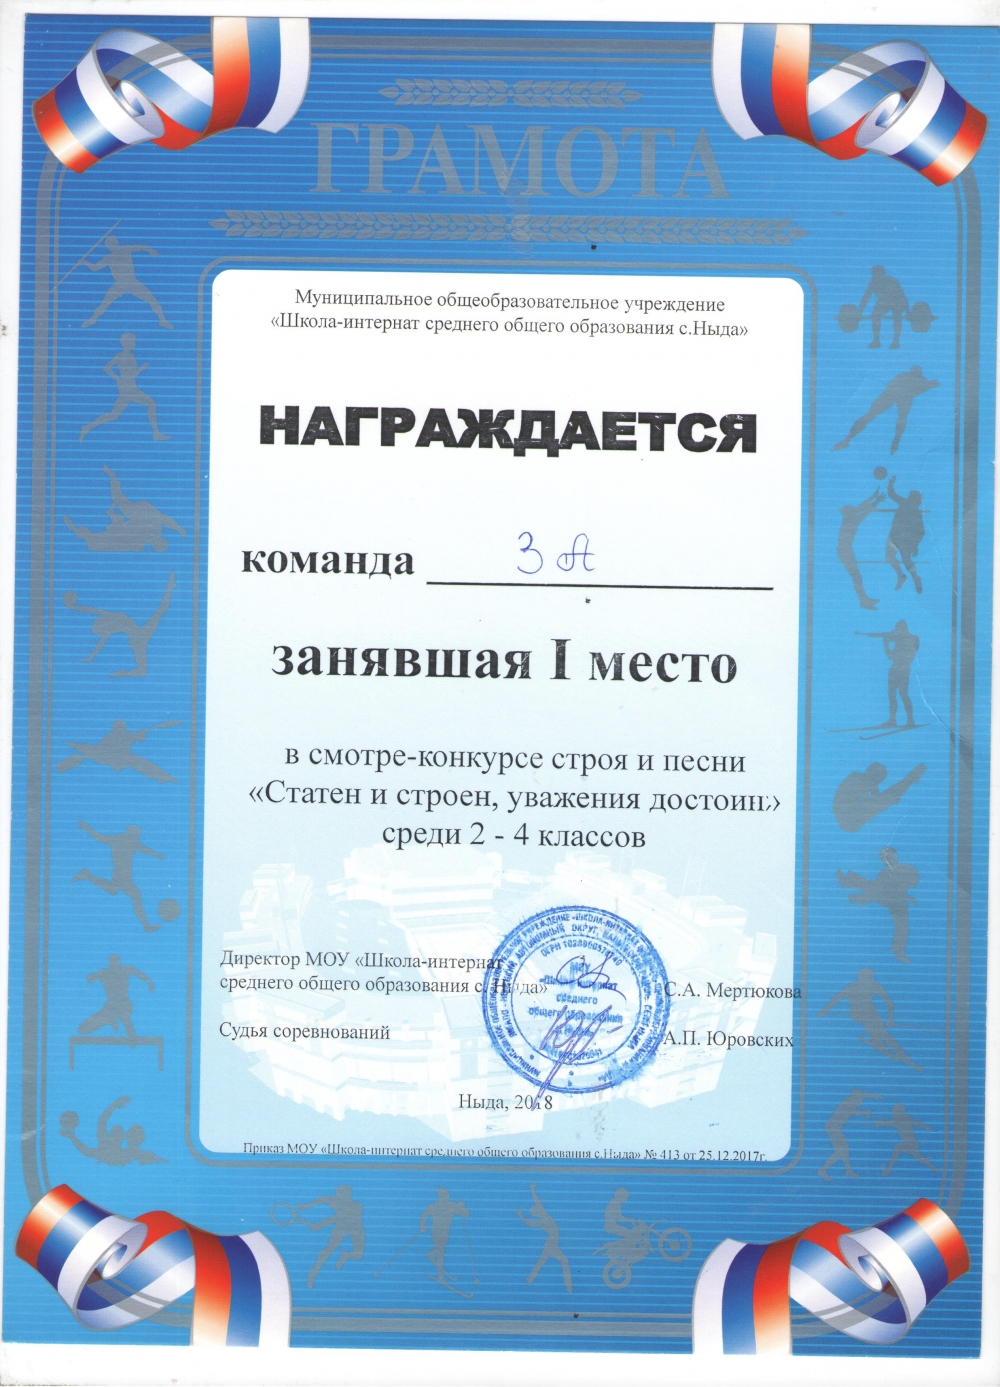 ГРАМОТА
Муниципальное общеобразовательное учреждение
«Школа-интернат среднего общего образования с.Ныда»
НАГРАЖДАЕТСЯ
команда 3 А
занявшая I место
в смотре-конкурсе строя и песни
«Статен и строен, уважения достоин»
среди 2 - 4 классов
Директор МОУ «Школа-интернат
среднего общего образования с. Ныда» С.А. Мертюкова
Судья соревнований А.П. Юровских
Ныда, 2018
Приказ МОУ «Школа-интернат среднего общего образования с.Ныда» № 413 от 25.12.2017г.